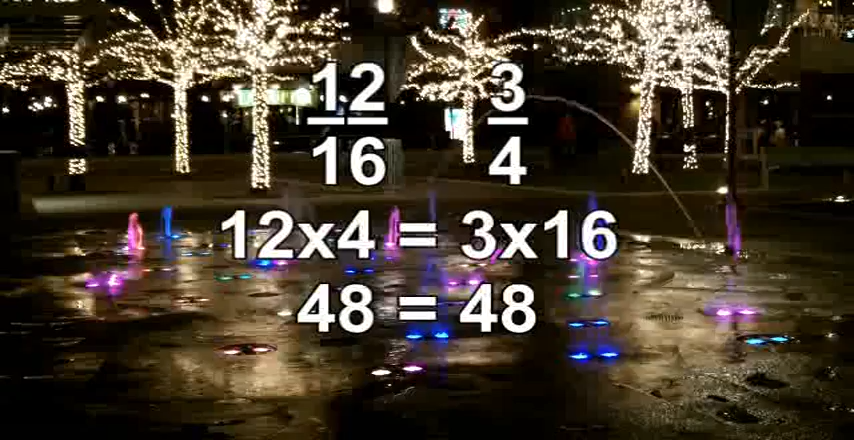 12/16 3/4
12x4 = 3x16
48 = 48